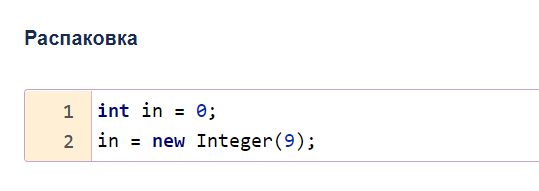 Распаковка
1 int in = 0;
2 in = new Integer(9);